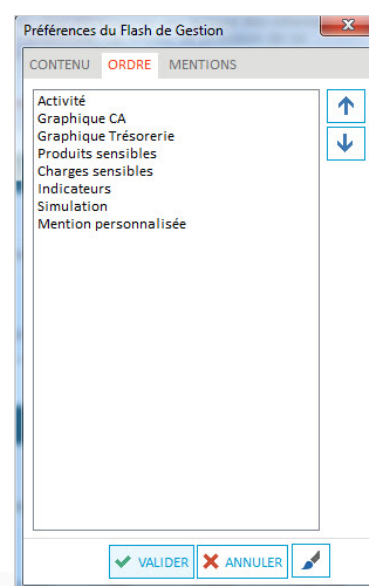 Préférences du Flash de Gestion
CONTENU ORDRE MENTIONS
Activité
Graphique CA
Graphique Trésorerie
Produits sensibles
Charges sensibles
Indicateurs
Simulation
Mention personnalisée
VALIDER ANNULER